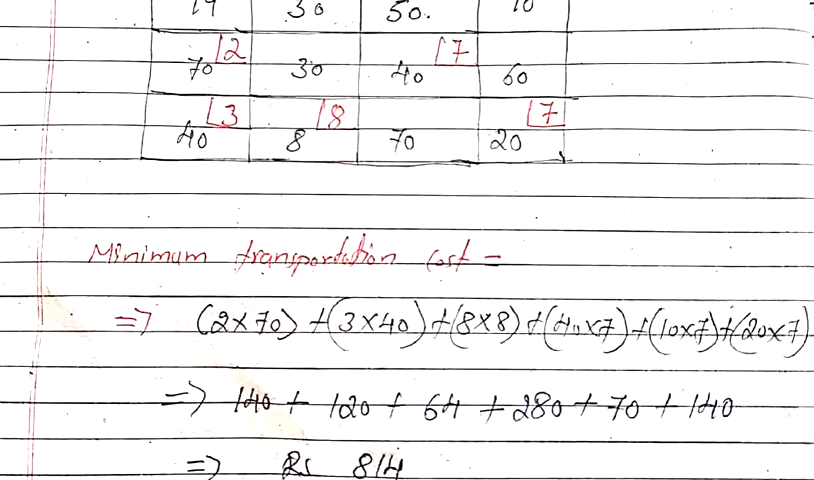 19 30 50. 10
70 2 30 40 7 60
40 3 8 8 70 20 7
Minimum transportation cost =
=> (2×70) + (3×40) + (8×8) + (40×7) + (10×7) + (20×7)
=> 140 + 120 + 64 + 280 + 70 + 140
=> Rs 814